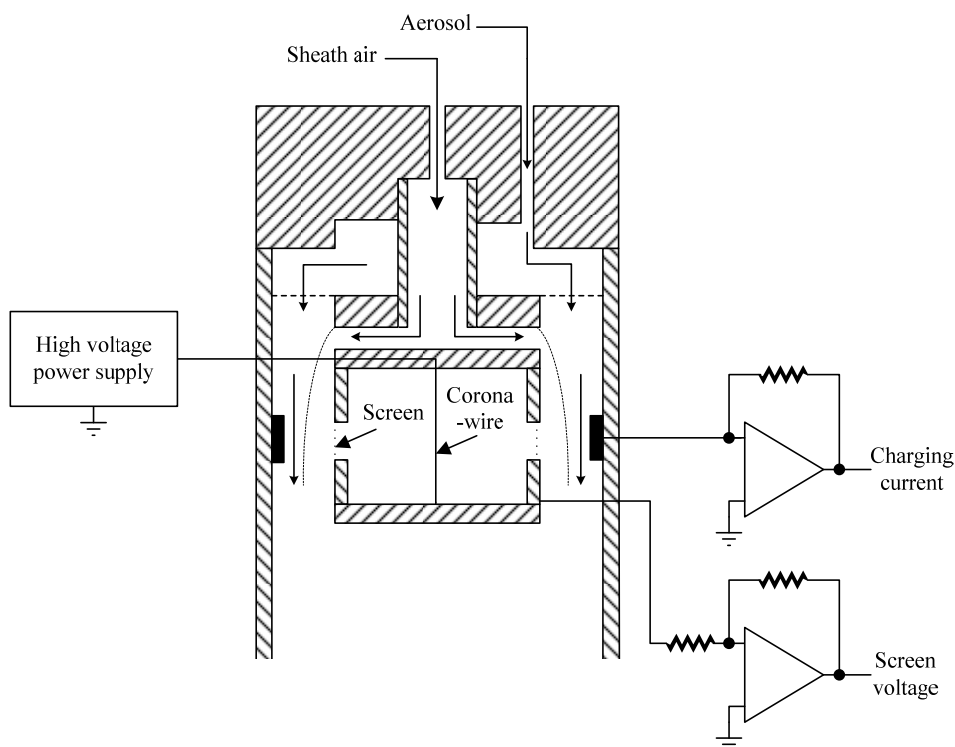 Aerosol
Sheath air
High voltage
power supply
Screen
Corona
-wire
Charging
current
Screen
voltage